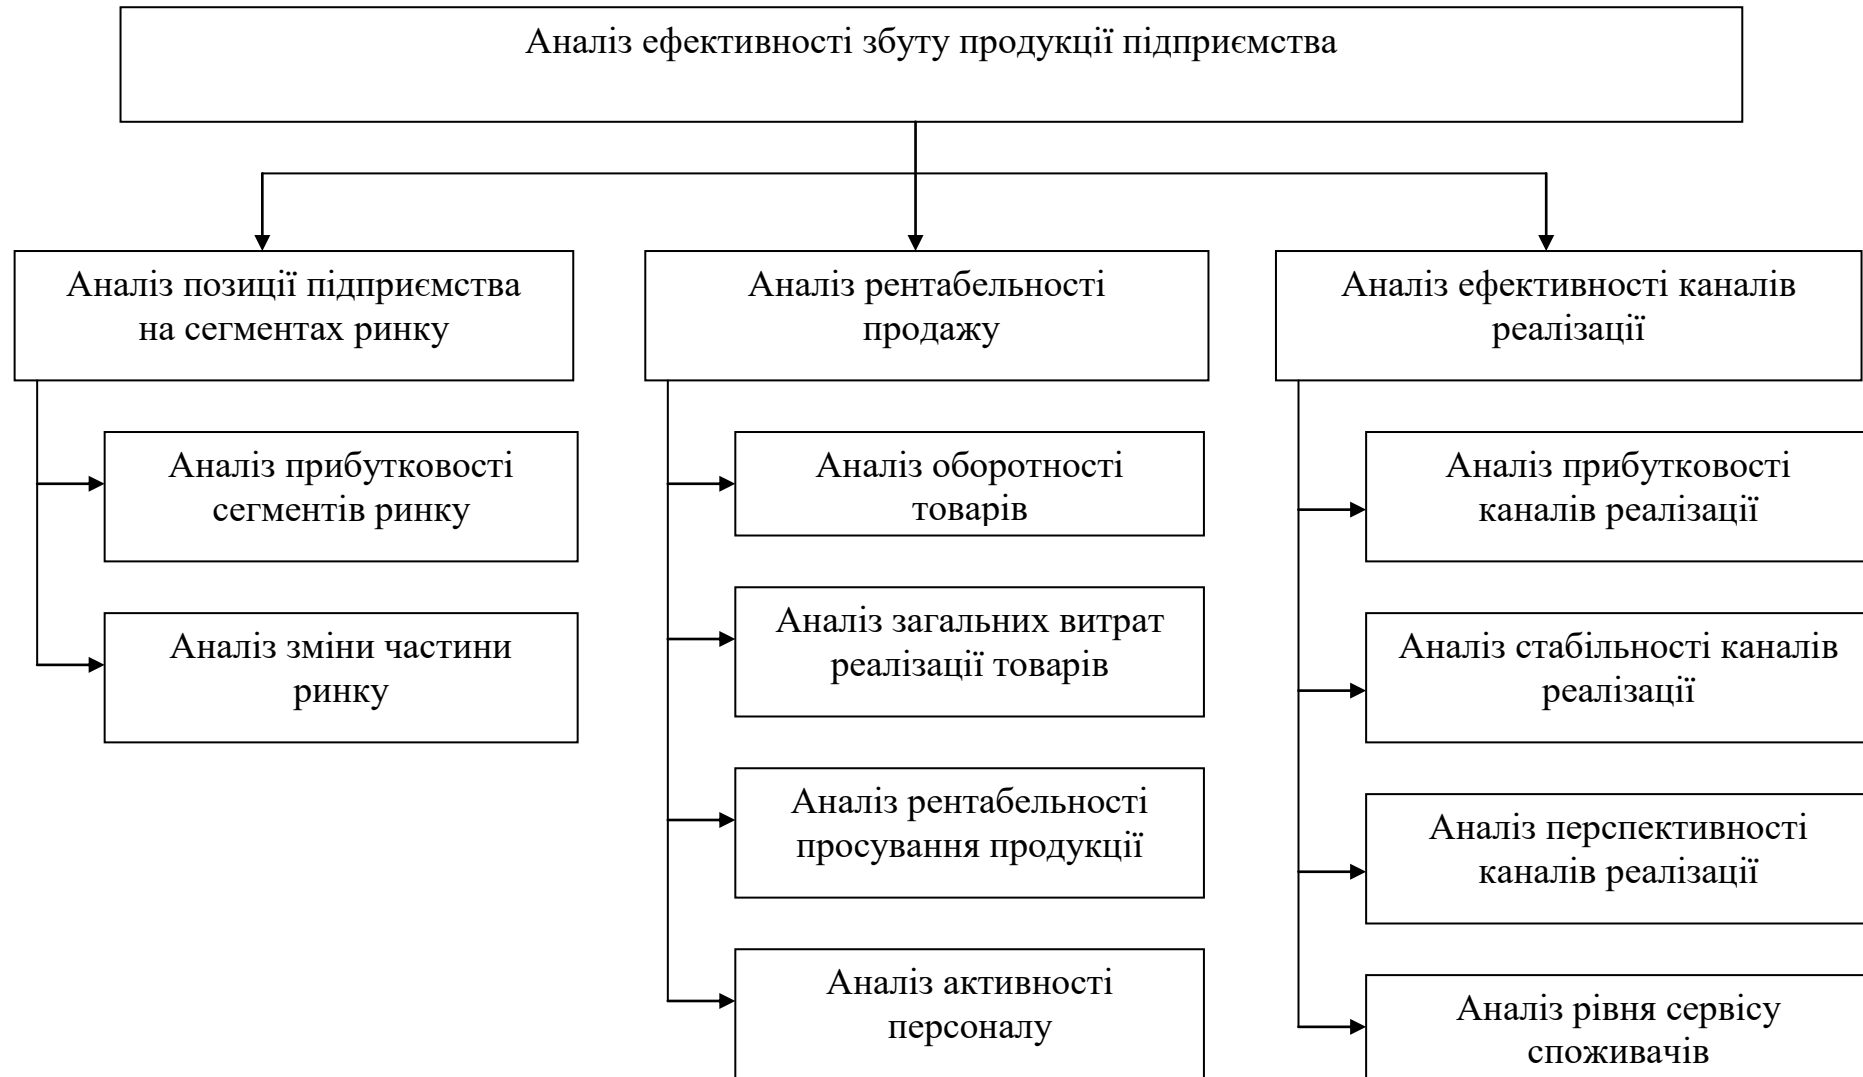 Аналіз ефективності збуту продукції підприємства
Аналіз позиції підприємства
на сегментах ринку
Аналіз прибутковості
сегментів ринку
Аналіз зміни частини
ринку
Аналіз рентабельності
продажу
Аналіз оборотності
товарів
Аналіз загальних витрат
реалізації товарів
Аналіз рентабельності
просування продукції
Аналіз активності
персоналу
Аналіз ефективності каналів
реалізації
Аналіз прибутковості
каналів реалізації
Аналіз стабільності каналів
реалізації
Аналіз перспективності
каналів реалізації
Аналіз рівня сервісу
споживачів